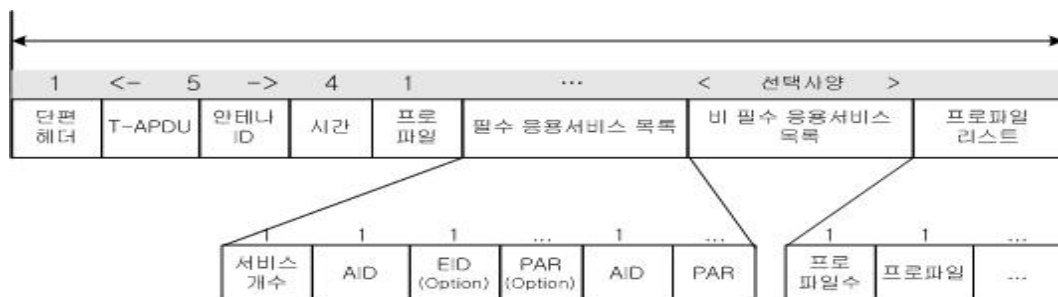 1 <- 5 -> 4 1 ... < 선택사양 >
단편 헤더 T-APDU 안테나 ID 시간 프로 파일 필수 응용서비스 목록 비 필수 응용서비스 목록 프로파일 리스트
1 1 1 ... 1 ... 1 1 ...
서비스 개수 AID EID (Option) PAR (Option) AID PAR 프로 파일수 프로파일 ...